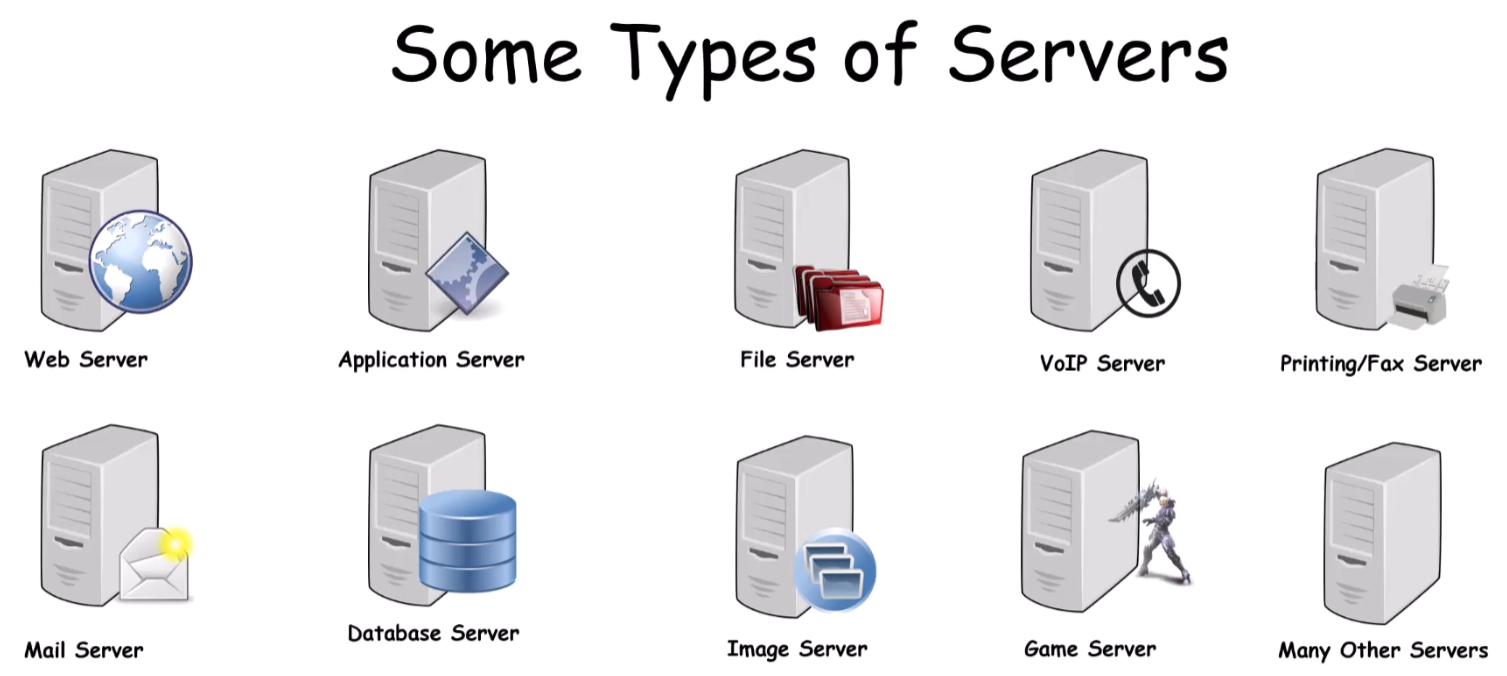 Some Types of Servers
Web Server
Application Server
File Server
VoIP Server
Printing/Fax Server
Mail Server
Database Server
Image Server
Game Server
Many Other Servers